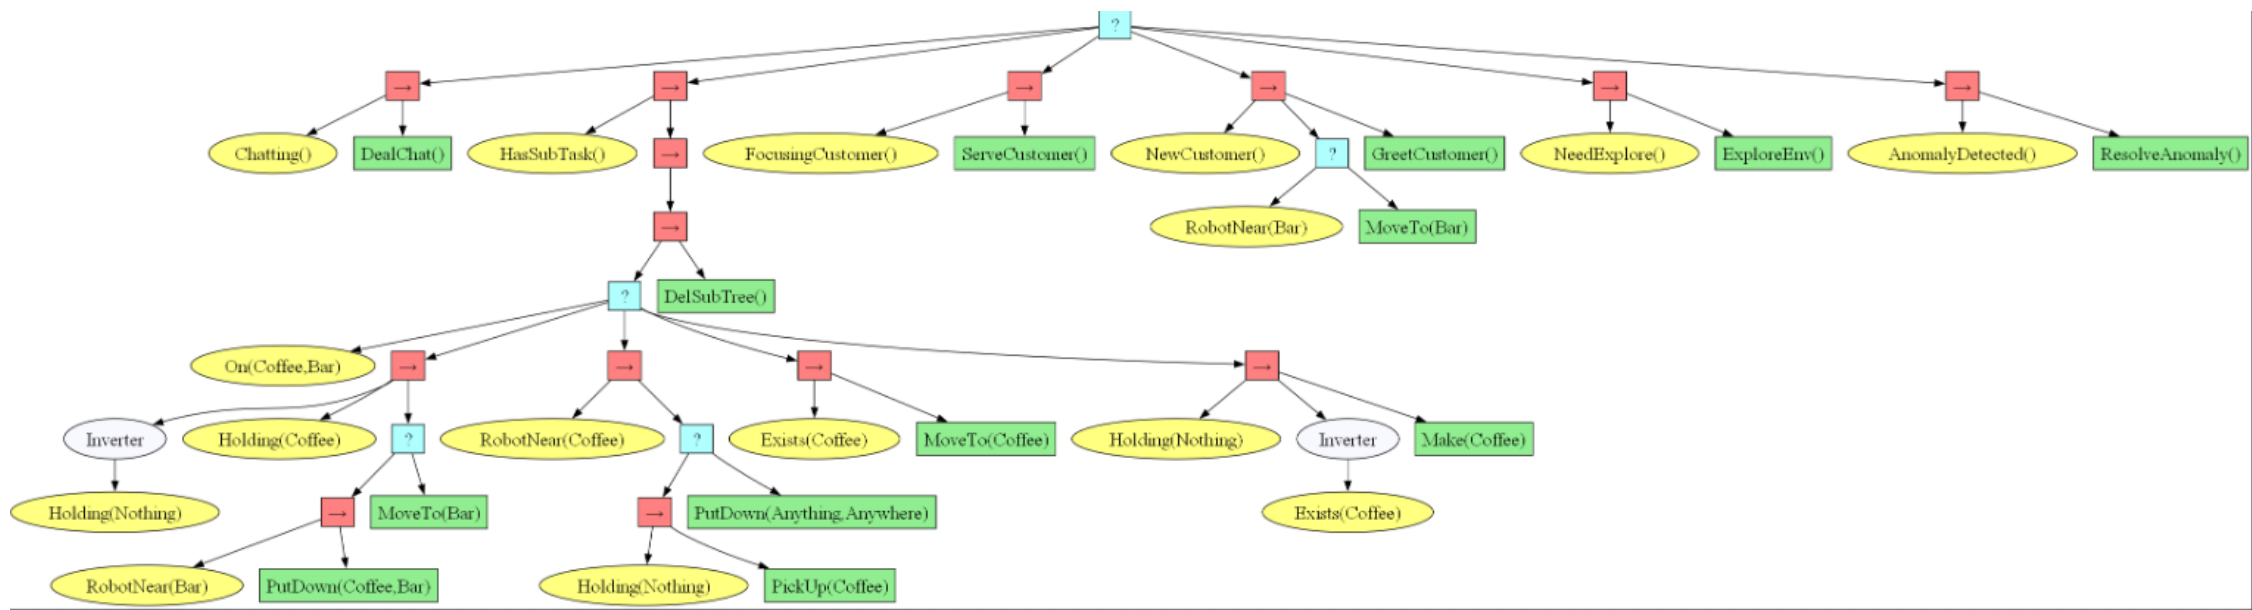 ?
→ → → → → →
Chatting() DealChat() HasSubTask() → FocusingCustomer() ServeCustomer() NewCustomer() ? GreetCustomer() NeedExplore() ExploreEnv() AnomalyDetected() ResolveAnomaly()
→ RobotNear(Bar) MoveTo(Bar)
? DelSubTree()
On(Coffee,Bar) → → → →
Inverter Holding(Coffee) ? RobotNear(Coffee) ? Exists(Coffee) MoveTo(Coffee) Holding(Nothing) Inverter Make(Coffee)
Holding(Nothing) → MoveTo(Bar) → PutDown(Anything,Anywhere) Exists(Coffee)
RobotNear(Bar) PutDown(Coffee,Bar) Holding(Nothing) PickUp(Coffee)